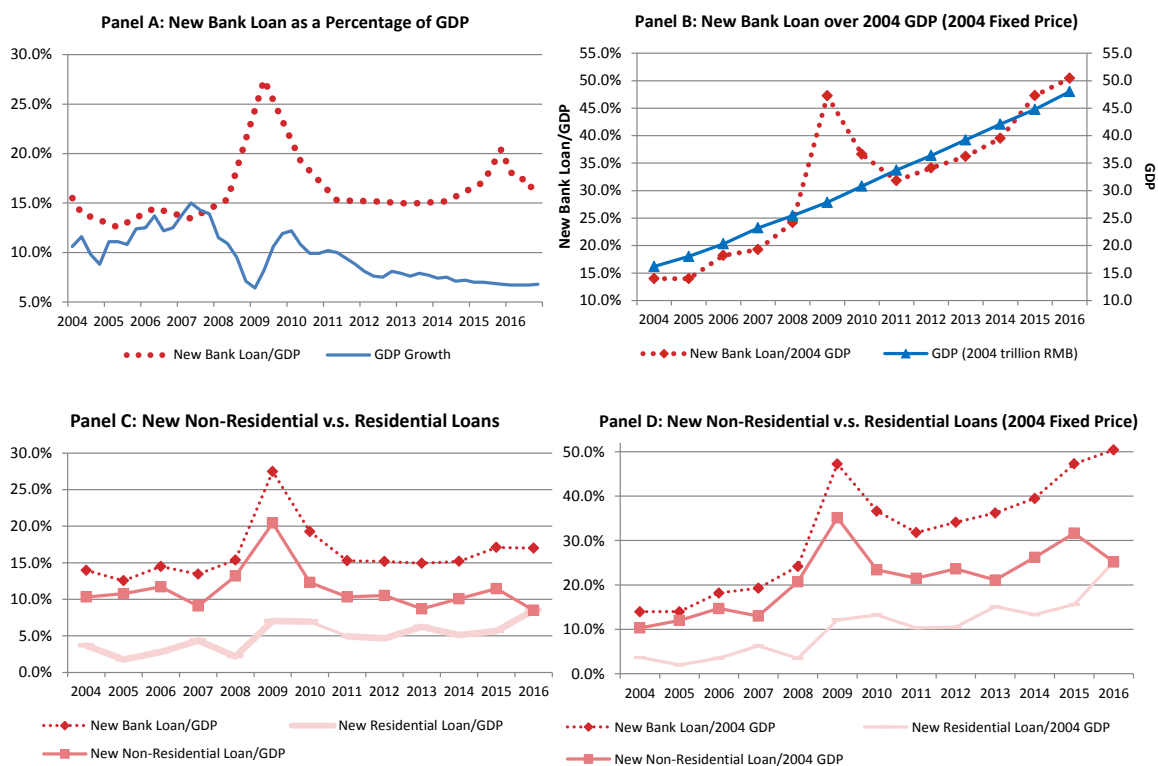 Panel A: New Bank Loan as a Percentage of GDP
30.0%
25.0%
20.0%
15.0%
10.0%
5.0%
2004 2005 2006 2007 2008 2009 2010 2011 2012 2013 2014 2015 2016
New Bank Loan/GDP GDP Growth
Panel B: New Bank Loan over 2004 GDP (2004 Fixed Price)
New Bank Loan/GDP
55.0% 55.0
50.0% 50.0
45.0% 45.0
40.0% 40.0
35.0% 35.0
30.0% 30.0
25.0% 25.0
20.0% 20.0
15.0% 15.0
10.0% 10.0
GDP
2004 2005 2006 2007 2008 2009 2010 2011 2012 2013 2014 2015 2016
New Bank Loan/2004 GDP GDP (2004 trillion RMB)
Panel C: New Non-Residential v.s. Residential Loans
30.0%
25.0%
20.0%
15.0%
10.0%
5.0%
0.0%
2004 2005 2006 2007 2008 2009 2010 2011 2012 2013 2014 2015 2016
New Bank Loan/GDP New Residential Loan/GDP
New Non-Residential Loan/GDP
Panel D: New Non-Residential v.s. Residential Loans (2004 Fixed Price)
50.0%
40.0%
30.0%
20.0%
10.0%
0.0%
2004 2005 2006 2007 2008 2009 2010 2011 2012 2013 2014 2015 2016
New Bank Loan/2004 GDP New Residential Loan/2004 GDP
New Non-Residential Loan/2004 GDP